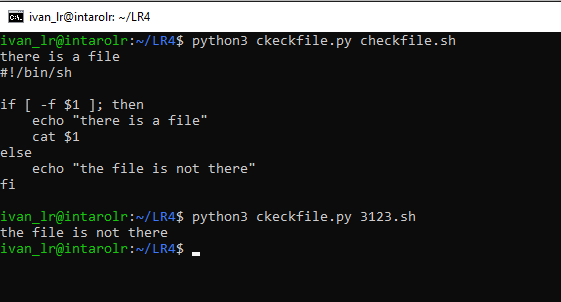 ivan_lr@intarolr: ~/LR4
ivan_lr@intarolr:~/LR4$ python3 ckeckfile.py checkfile.sh
there is a file
#!/bin/sh

if [ -f $1 ]; then
    echo "there is a file"
    cat $1
else
    echo "the file is not there"
fi

ivan_lr@intarolr:~/LR4$ python3 ckeckfile.py 3123.sh
the file is not there
ivan_lr@intarolr:~/LR4$